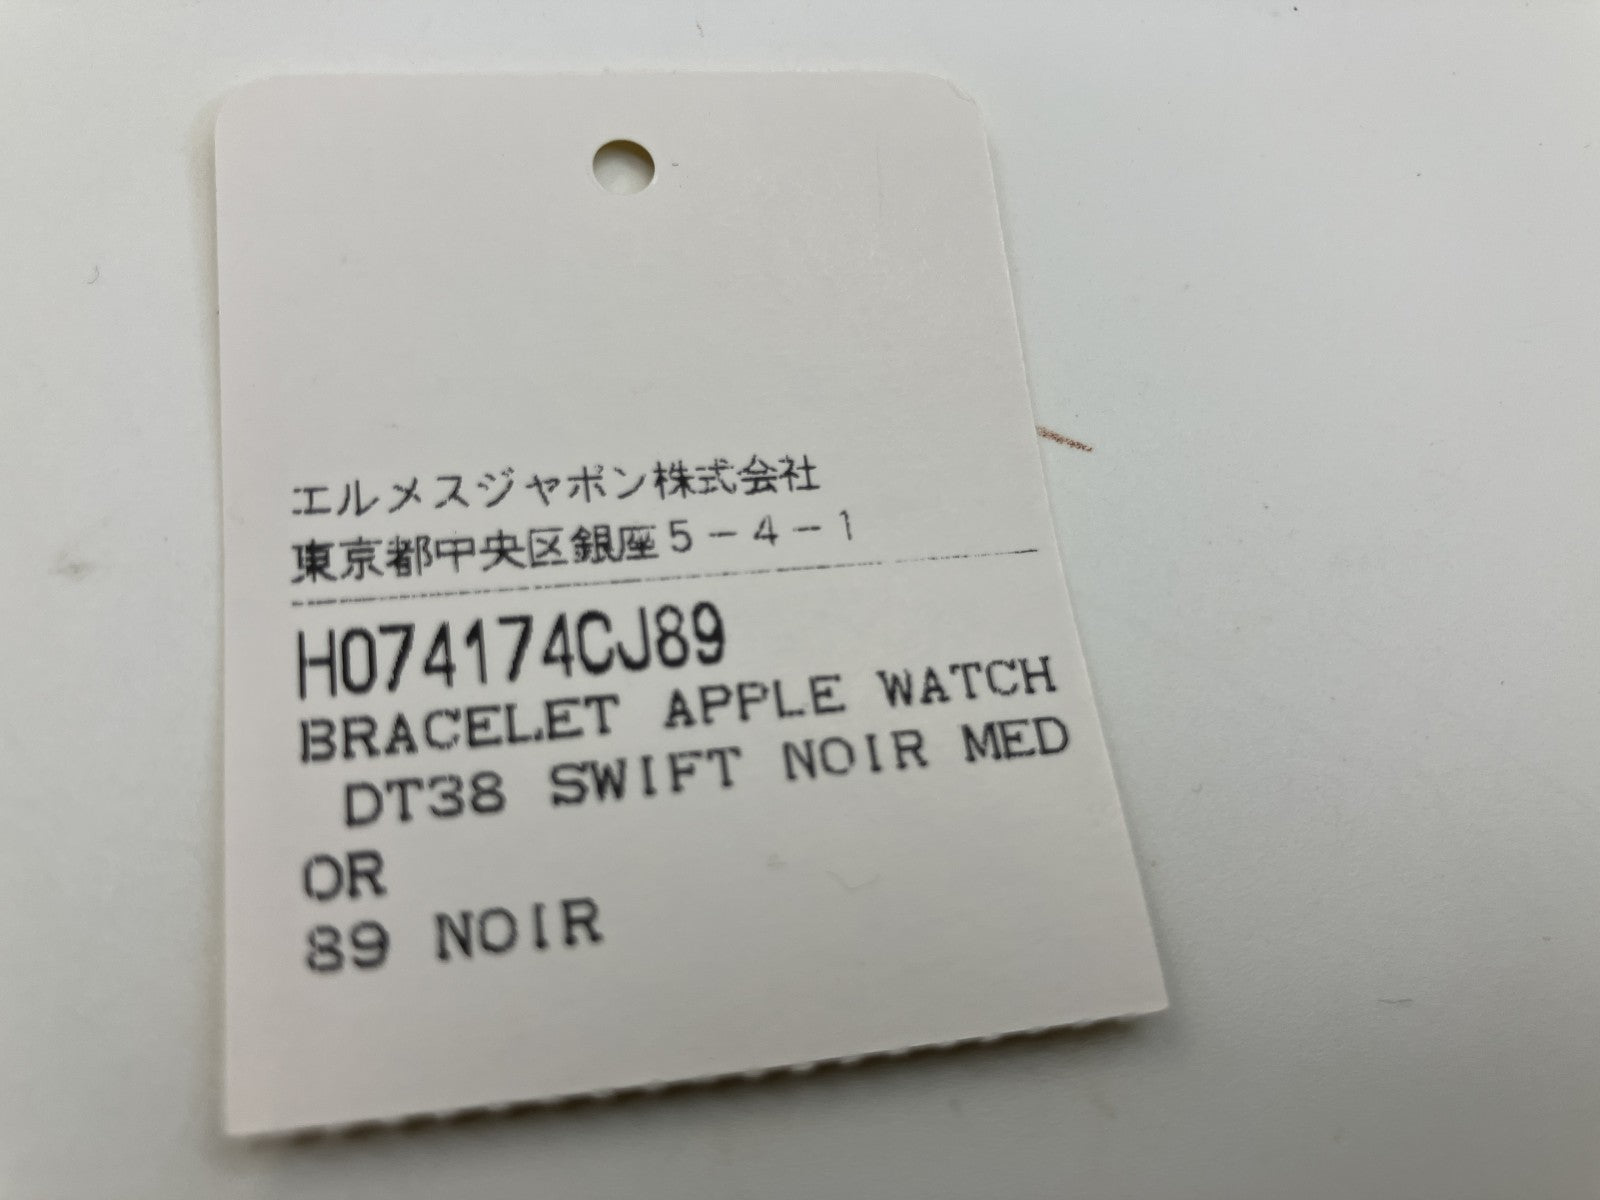 エルメスジャポン株式会社
東京都中央区銀座5-4-1
H074174CJ89
BRACELET APPLE WATCH
DT38 SWIFT NOIR MED
OR
89 NOIR